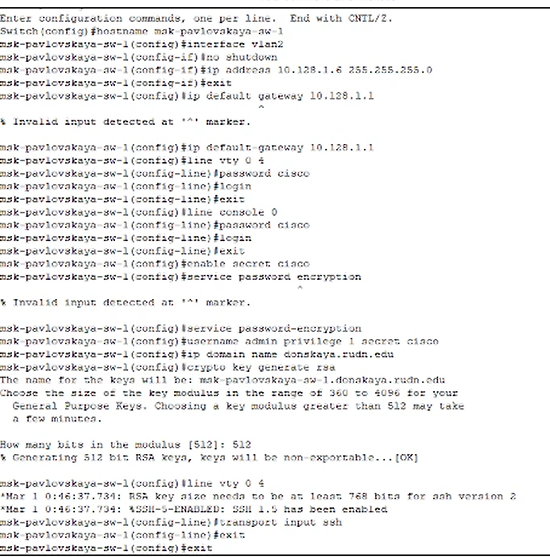 Enter configuration commands, one per line.  End with CNTL/Z.
Switch(config)#hostname msk-pavlovskaya-sw-1
msk-pavlovskaya-sw-1(config)#interface vlan2
msk-pavlovskaya-sw-1(config-if)#no shutdown
msk-pavlovskaya-sw-1(config-if)#ip address 10.128.1.6 255.255.255.0
msk-pavlovskaya-sw-1(config-if)#exit
msk-pavlovskaya-sw-1(config)#ip default gateway 10.128.1.1
^
% Invalid input detected at '^' marker.
msk-pavlovskaya-sw-1(config)#ip default-gateway 10.128.1.1
msk-pavlovskaya-sw-1(config)#line vty 0 4
msk-pavlovskaya-sw-1(config-line)#password cisco
msk-pavlovskaya-sw-1(config-line)#login
msk-pavlovskaya-sw-1(config-line)#exit
msk-pavlovskaya-sw-1(config)#line console 0
msk-pavlovskaya-sw-1(config-line)#password cisco
msk-pavlovskaya-sw-1(config-line)#login
msk-pavlovskaya-sw-1(config-line)#exit
msk-pavlovskaya-sw-1(config)#enable secret cisco
msk-pavlovskaya-sw-1(config)#service password encryption
^
% Invalid input detected at '^' marker.
msk-pavlovskaya-sw-1(config)#service password-encryption
msk-pavlovskaya-sw-1(config)#username admin privilege 1 secret cisco
msk-pavlovskaya-sw-1(config)#ip domain name donskaya.rudn.edu
msk-pavlovskaya-sw-1(config)#crypto key generate rsa
The name for the keys will be: msk-pavlovskaya-sw-1.donskaya.rudn.edu
Choose the size of the key modulus in the range of 360 to 4096 for your
General Purpose Keys. Choosing a key modulus greater than 512 may take
a few minutes.
How many bits in the modulus [512]: 512
% Generating 512 bit RSA keys, keys will be non-exportable...[OK]
msk-pavlovskaya-sw-1(config)#line vty 0 4
*Mar 1 0:46:37.734: RSA key size needs to be at least 768 bits for ssh version 2
*Mar 1 0:46:37.734: %SSH-5-ENABLED: SSH 1.5 has been enabled
msk-pavlovskaya-sw-1(config-line)#transport input ssh
msk-pavlovskaya-sw-1(config-line)#exit
msk-pavlovskaya-sw-1(config)#exit